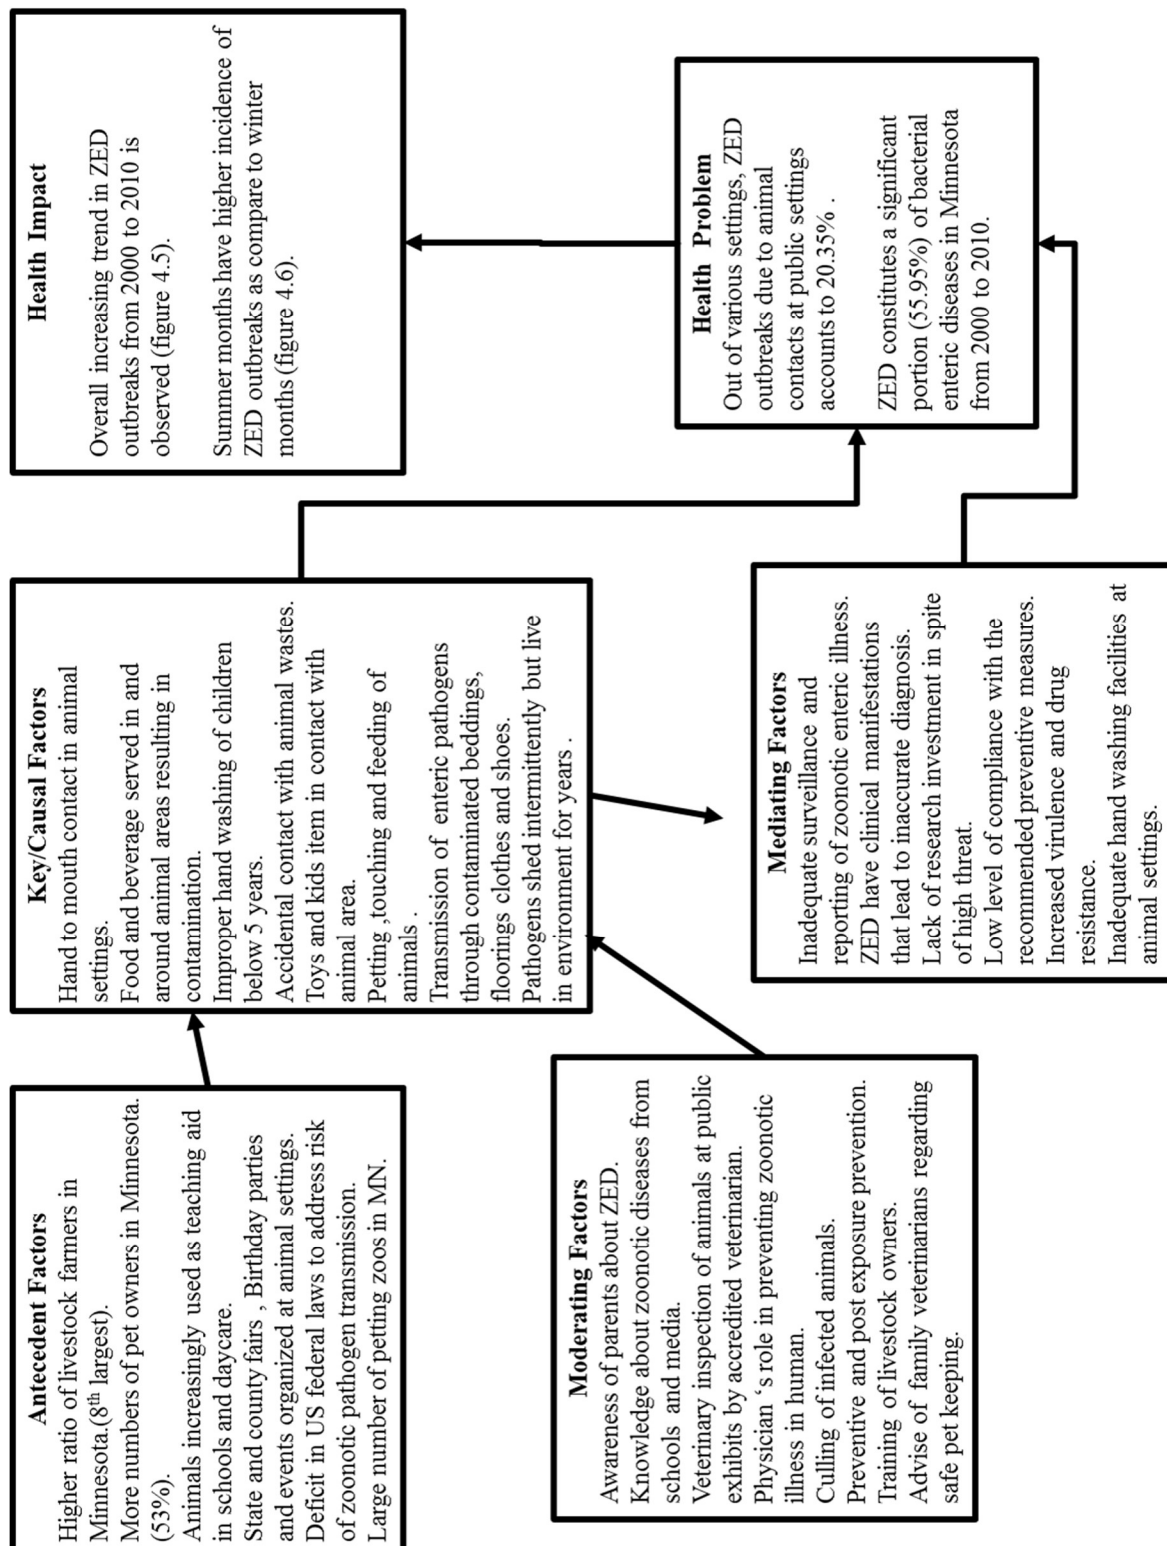 Antecedent Factors
Higher ratio of livestock farmers in
Minnesota.(8th largest).
More numbers of pet owners in Minnesota.
(53%).
Animals increasingly used as teaching aid
in schools and daycare.
State and county fairs , Birthday parties
and events organized at animal settings.
Deficit in US federal laws to address risk
of zoonotic pathogen transmission.
Large number of petting zoos in MN.
Moderating Factors
Awareness of parents about ZED.
Knowledge about zoonotic diseases from
schools and media.
Veterinary inspection of animals at public
exhibits by accredited veterinarian.
Physician ‘s role in preventing zoonotic
illness in human.
Culling of infected animals.
Preventive and post exposure prevention.
Training of livestock owners.
Advise of family veterinarians regarding
safe pet keeping.
Key/Causal Factors
Hand to mouth contact in animal
settings.
Food and beverage served in and
around animal areas resulting in
contamination.
Improper hand washing of children
below 5 years.
Accidental contact with animal wastes.
Toys and kids item in contact with
animal area.
Petting ,touching and feeding of
animals .
Transmission of enteric pathogens
through contaminated beddings,
floorings clothes and shoes.
Pathogens shed intermittently but live
in environment for years .
Mediating Factors
Inadequate surveillance and
reporting of zoonotic enteric illness.
ZED have clinical manifestations
that lead to inaccurate diagnosis.
Lack of research investment in spite
of high threat.
Low level of compliance with the
recommended preventive measures.
Increased virulence and drug
resistance.
Inadequate hand washing facilities at
animal settings.
Health Impact
Overall increasing trend in ZED
outbreaks from 2000 to 2010 is
observed (figure 4.5).
Summer months have higher incidence of
ZED outbreaks as compare to winter
months (figure 4.6).
Health Problem
Out of various settings, ZED
outbreaks due to animal
contacts at public settings
accounts to 20.35% .
ZED constitutes a significant
portion (55.95%) of bacterial
enteric diseases in Minnesota
from 2000 to 2010.